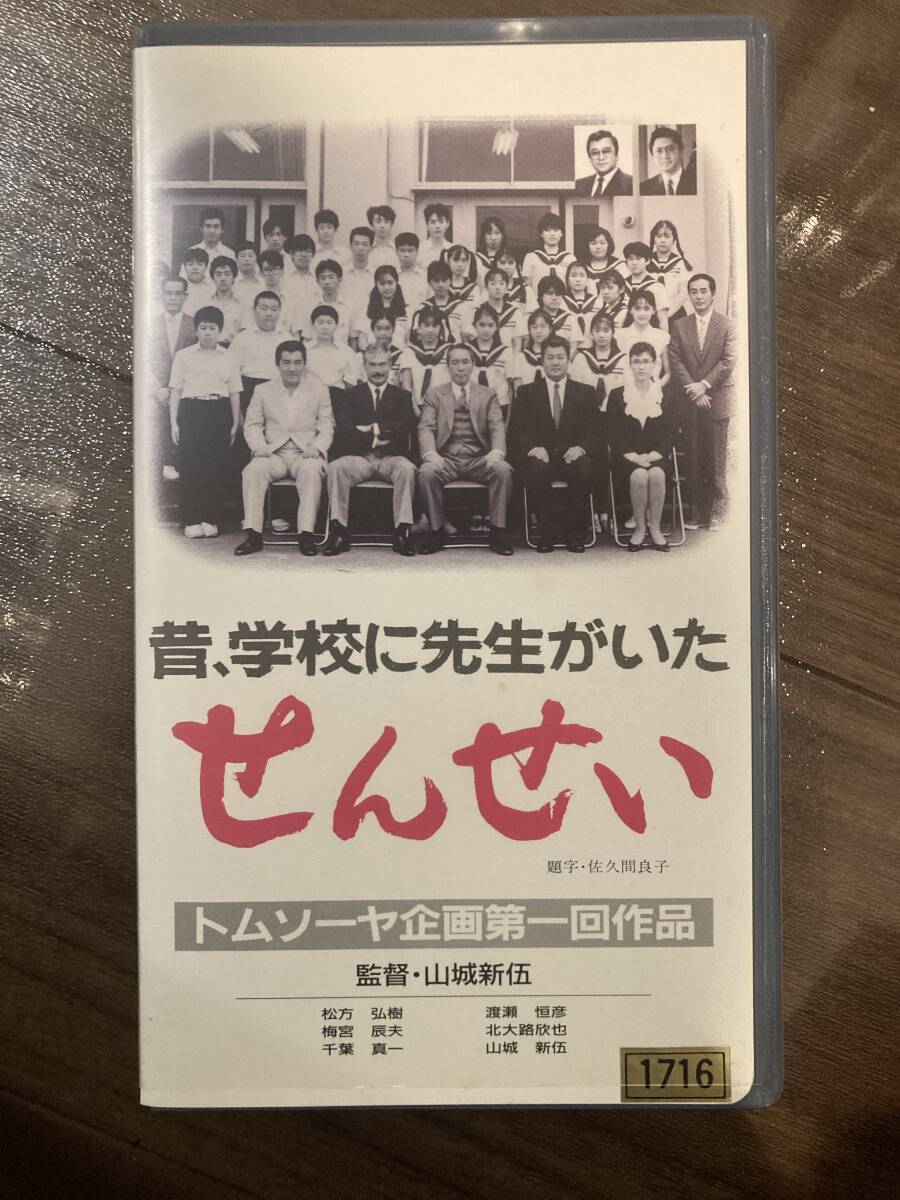 昔、学校に先生がいた
せんせい
題字・佐久間良子
トムソーヤ企画第一回作品
監督・山城新伍
松方 弘樹 渡瀬 恒彦
梅宮 辰夫 北大路欣也
千葉 真一 山城 新伍
1716